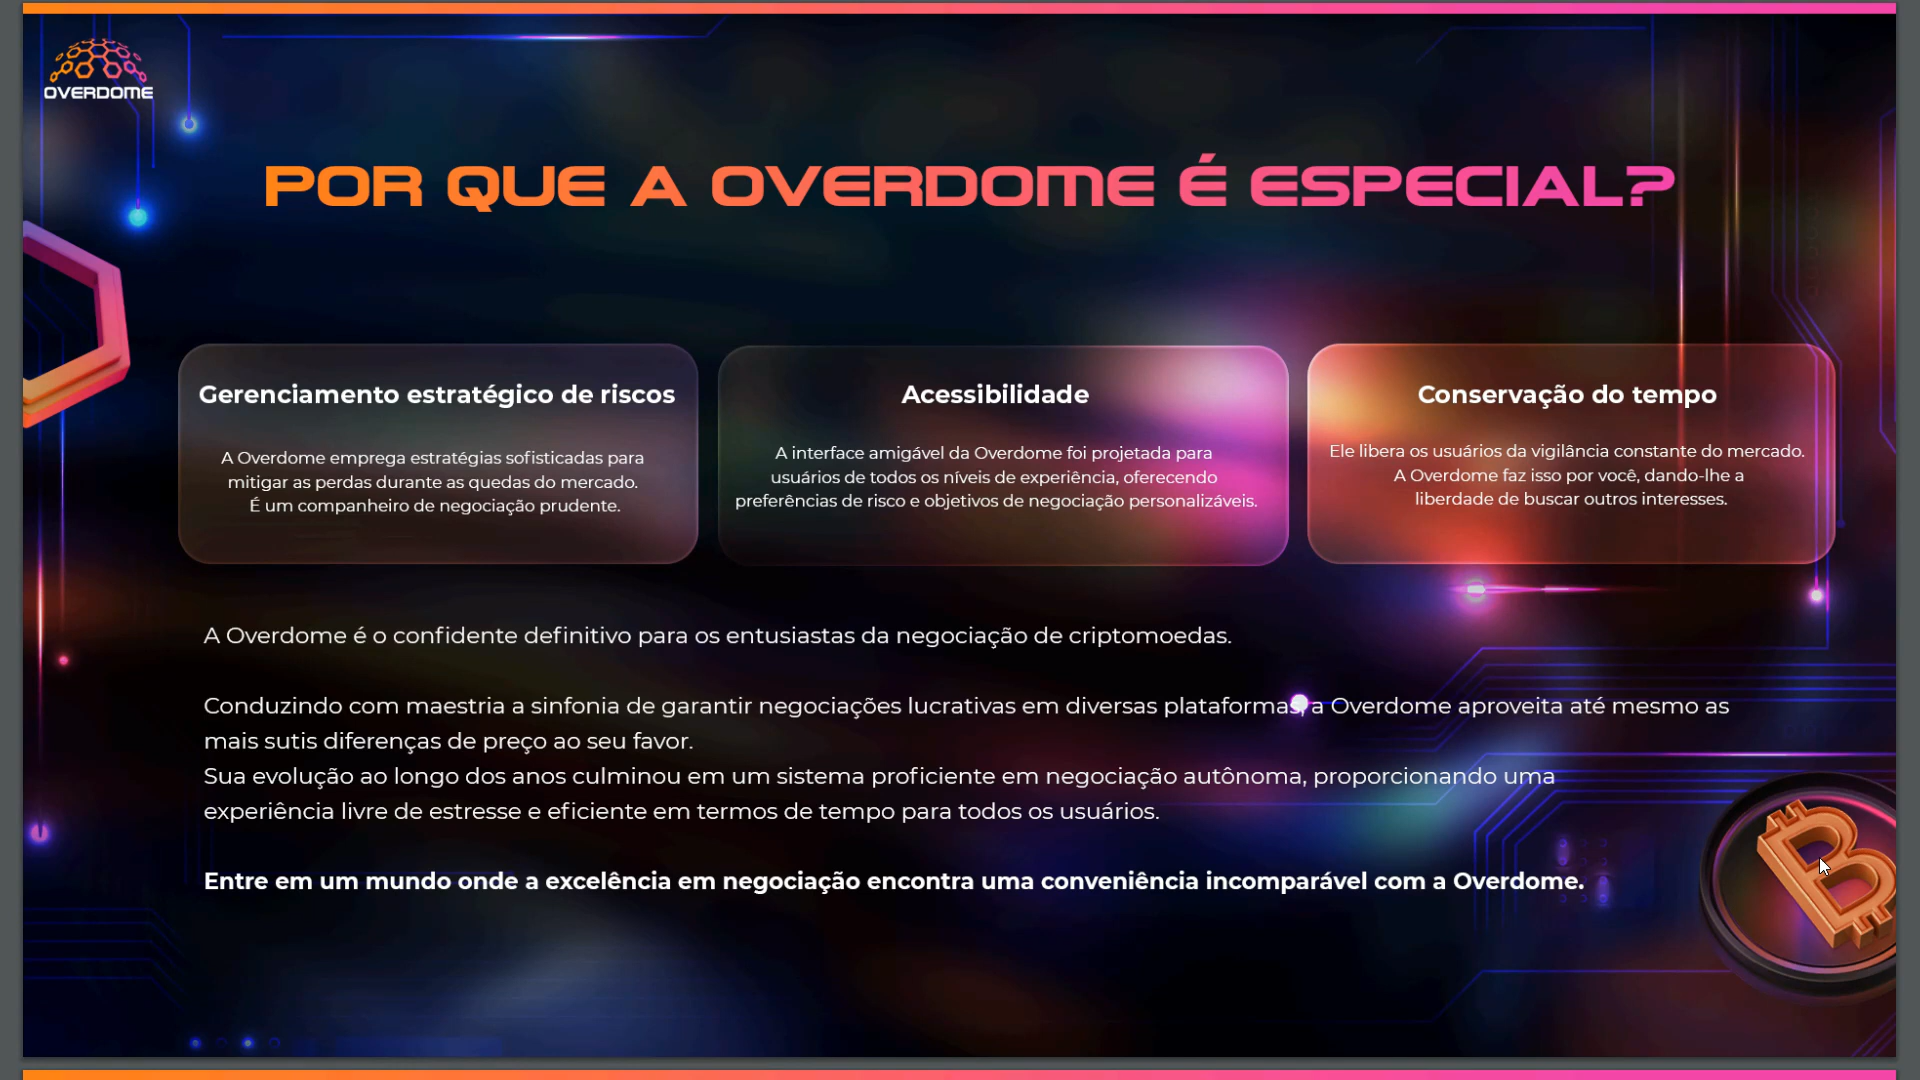 OVERDOME
POR QUE A OVERDOME É ESPECIAL?
Gerenciamento estratégico de riscos
A Overdome emprega estratégias sofisticadas para
mitigar as perdas durante as quedas do mercado.
É um companheiro de negociação prudente.
Acessibilidade
A interface amigável da Overdome foi projetada para
usuários de todos os níveis de experiência, oferecendo
preferências de risco e objetivos de negociação personalizáveis.
Conservação do tempo
Ele libera os usuários da vigilância constante do mercado.
A Overdome faz isso por você, dando-lhe a
liberdade de buscar outros interesses.
A Overdome é o confidente definitivo para os entusiastas da negociação de criptomoedas.
Conduzindo com maestria a sinfonia de garantir negociações lucrativas em diversas plataformas, a Overdome aproveita até mesmo as
mais sutis diferenças de preço ao seu favor.
Sua evolução ao longo dos anos culminou em um sistema proficiente em negociação autônoma, proporcionando uma
experiência livre de estresse e eficiente em termos de tempo para todos os usuários.
Entre em um mundo onde a excelência em negociação encontra uma conveniência incomparável com a Overdome.